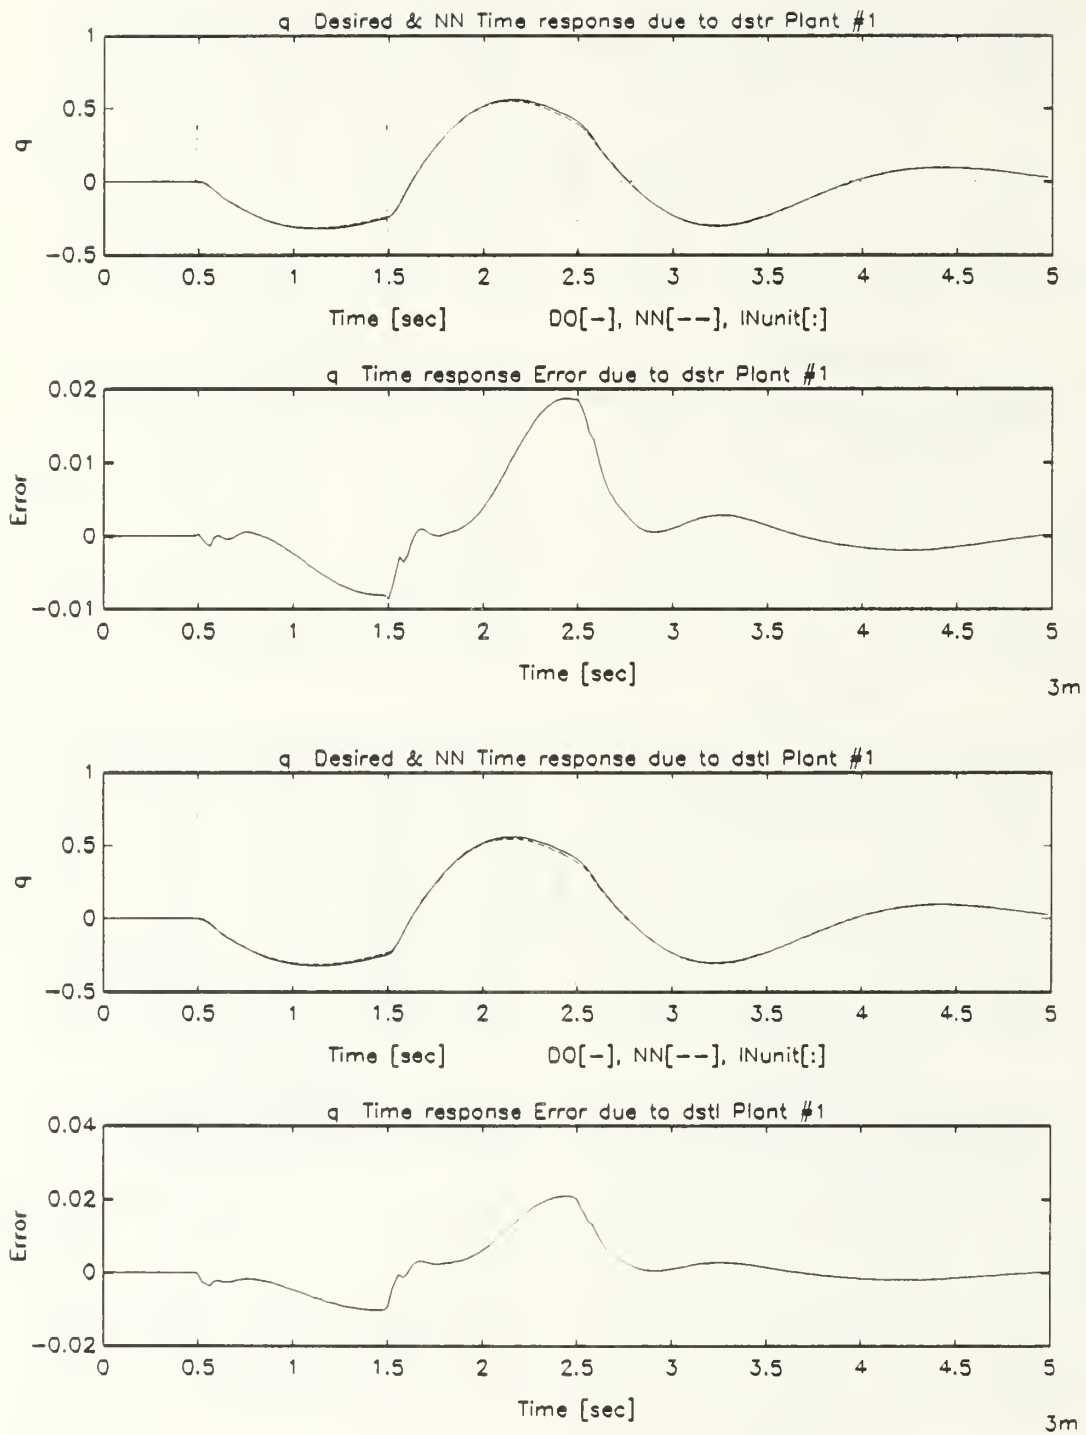 q Desired & NN Time response due to dstr Plant #1
1
0.5
0
-0.5
q
0 0.5 1 1.5 2 2.5 3 3.5 4 4.5 5
Time [sec] DO[-], NN[--], INunit[:]
q Time response Error due to dstr Plant #1
0.02
0.01
0
-0.01
Error
0 0.5 1 1.5 2 2.5 3 3.5 4 4.5 5
Time [sec]
3m
q Desired & NN Time response due to dstl Plant #1
1
0.5
0
-0.5
q
0 0.5 1 1.5 2 2.5 3 3.5 4 4.5 5
Time [sec] DO[-], NN[--], INunit[:]
q Time response Error due to dstl Plant #1
0.04
0.02
0
-0.02
Error
0 0.5 1 1.5 2 2.5 3 3.5 4 4.5 5
Time [sec]
3m